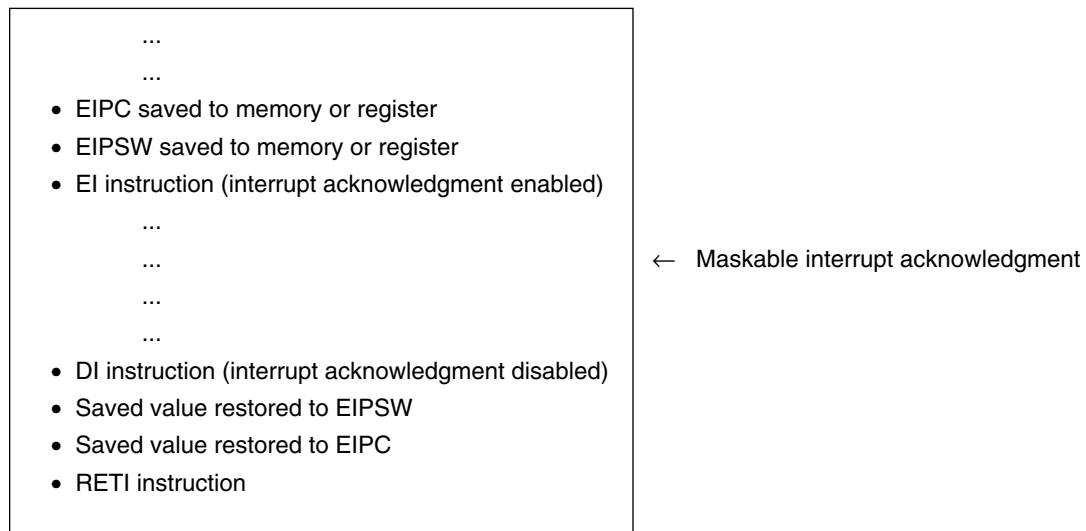 ...
...
• EIPC saved to memory or register
• EIPSW saved to memory or register
• EI instruction (interrupt acknowledgment enabled)
...
...
← Maskable interrupt acknowledgment
...
...
• DI instruction (interrupt acknowledgment disabled)
• Saved value restored to EIPSW
• Saved value restored to EIPC
• RETI instruction